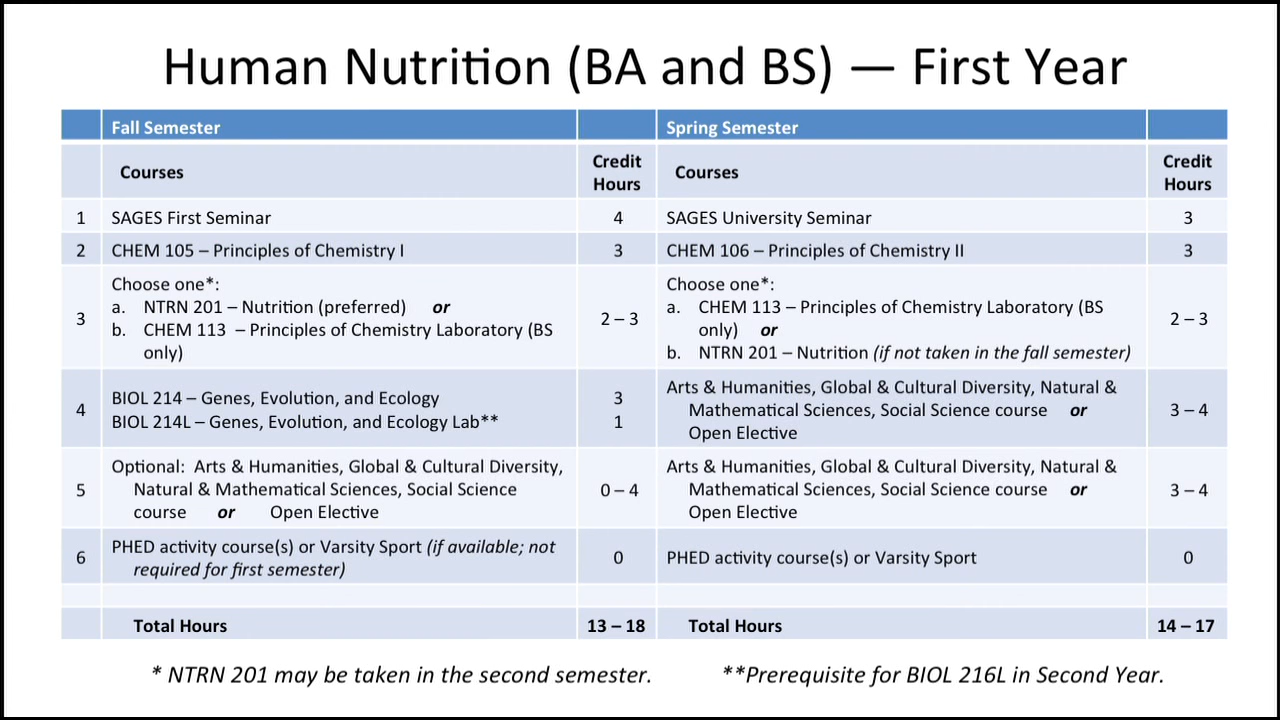 Human Nutrition (BA and BS) — First Year
Fall Semester
Spring Semester
Courses
Credit
Hours
Courses
Credit
Hours
1
SAGES First Seminar
4
SAGES University Seminar
3
2
CHEM 105 – Principles of Chemistry I
3
CHEM 106 – Principles of Chemistry II
3
3
Choose one*:
a. NTRN 201 – Nutrition (preferred) or
b. CHEM 113 – Principles of Chemistry Laboratory (BS
only)
2 – 3
Choose one*:
a. CHEM 113 – Principles of Chemistry Laboratory (BS
only) or
b. NTRN 201 – Nutrition (if not taken in the fall semester)
2 – 3
4
BIOL 214 – Genes, Evolution, and Ecology
BIOL 214L – Genes, Evolution, and Ecology Lab**
3
1
Arts & Humanities, Global & Cultural Diversity, Natural &
Mathematical Sciences, Social Science course or
Open Elective
3 – 4
5
Optional: Arts & Humanities, Global & Cultural Diversity,
Natural & Mathematical Sciences, Social Science
course or Open Elective
0 – 4
Arts & Humanities, Global & Cultural Diversity, Natural &
Mathematical Sciences, Social Science course or
Open Elective
3 – 4
6
PHED activity course(s) or Varsity Sport (if available; not
required for first semester)
0
PHED activity course(s) or Varsity Sport
0
Total Hours
13 – 18
Total Hours
14 – 17
* NTRN 201 may be taken in the second semester.
**Prerequisite for BIOL 216L in Second Year.